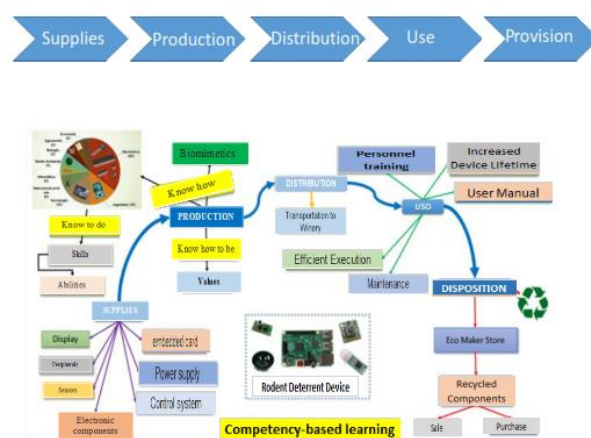 Supplies
Production
Distribution
Use
Provision
Biomimetics
Know how
Know to do
Skills
Abilities
PRODUCTION
Know how to be
Values
DISTRIBUTION
Transportation to
Winery
Personnel
training
Increased
Device Lifetime
User Manual
USO
Efficient Execution
Maintenance
DISPOSITION
Eco Maker Store
Recycled
Components
Sale
Purchase
SUPPLIES
Display
Peripherals
Sensors
Electronic
components
embedded card
Power supply
Control system
Rodent Deterrent Device
Competency-based learning